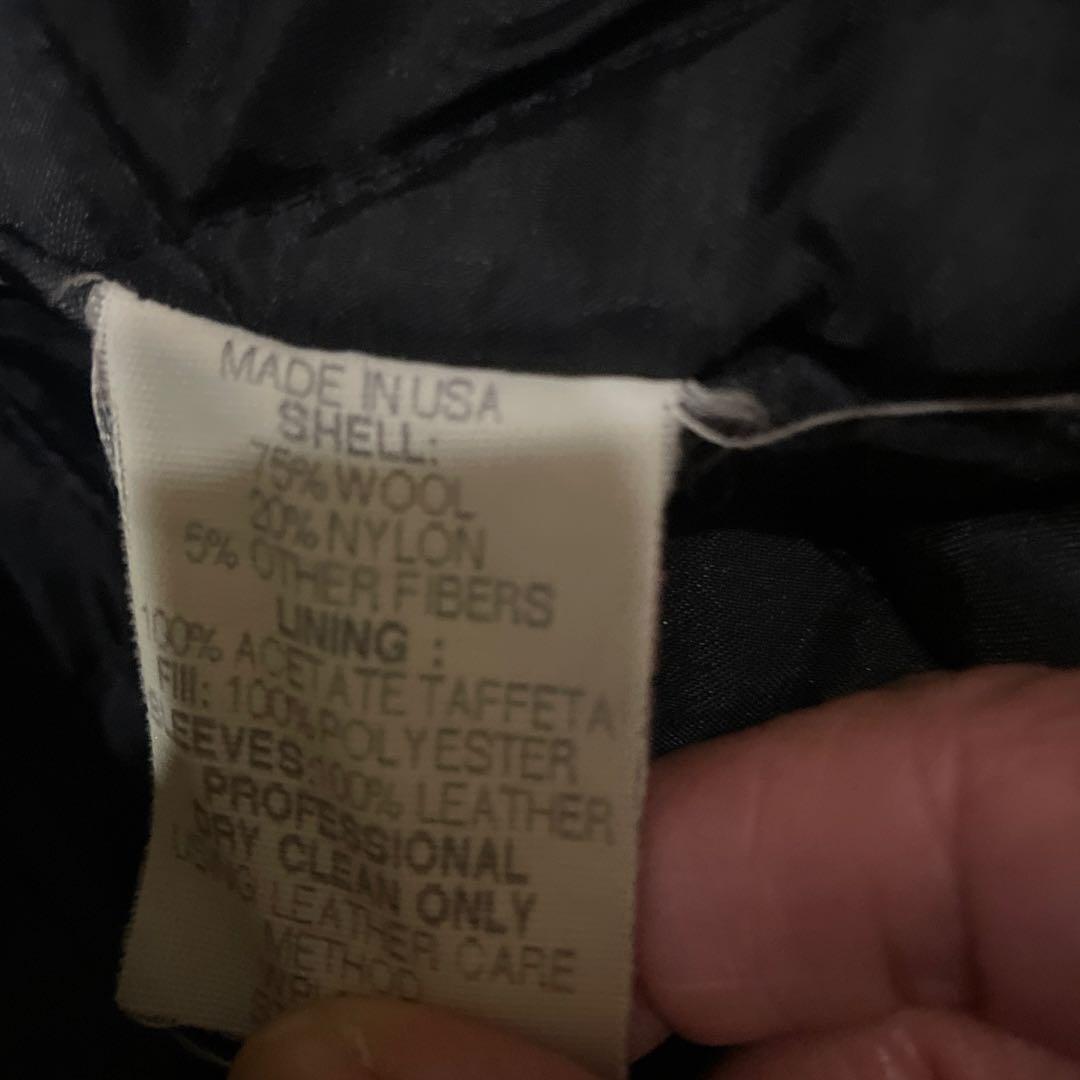 MADE IN USA
SHELL:
75% WOOL
20% NYLON
5% OTHER FIBERS
LINING :
100% ACETATE TAFFETA
Fill: 100% POLYESTER
SLEEVES: 100% LEATHER
PROFESSIONAL
DRY CLEAN ONLY
USING LEATHER CARE
METHOD